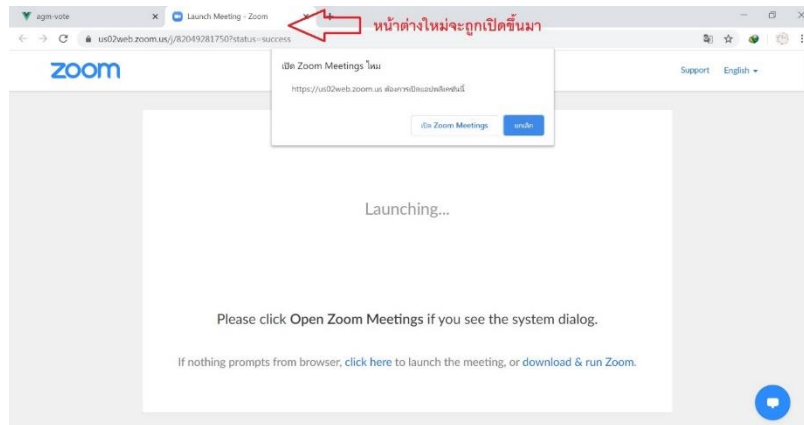 agm-vote
Launch Meeting - Zoom
หน้าต่างใหม่จะถูกเปิดขึ้นมา
us02web.zoom.us/j/82049281750?status=success
zoom
Support English
เปิด Zoom Meetings ไหม
https://us02web.zoom.us ต้องการเปิดแอปพลิเคชันนี้
เปิด Zoom Meetings ยกเลิก
Launching...
Please click Open Zoom Meetings if you see the system dialog.
If nothing prompts from browser, click here to launch the meeting, or download & run Zoom.